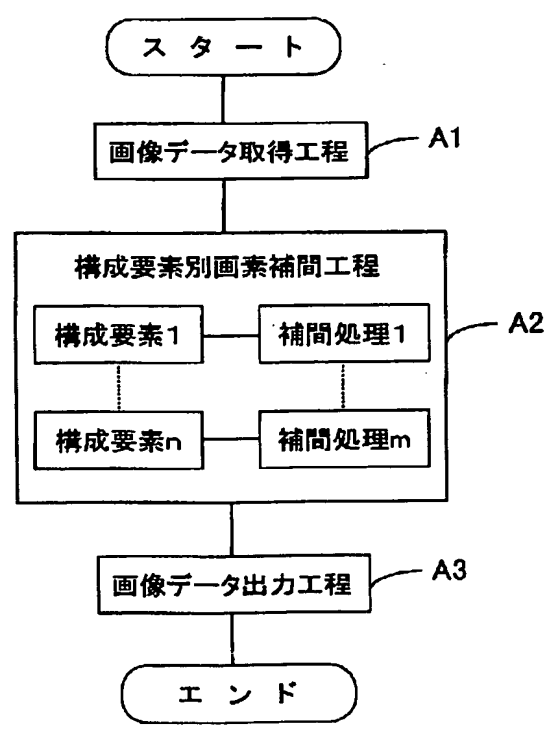 スタート
画像データ取得工程
A1
構成要素別画素補間工程
構成要素1
補間処理1
A2
構成要素n
補間処理m
画像データ出力工程
A3
エンド